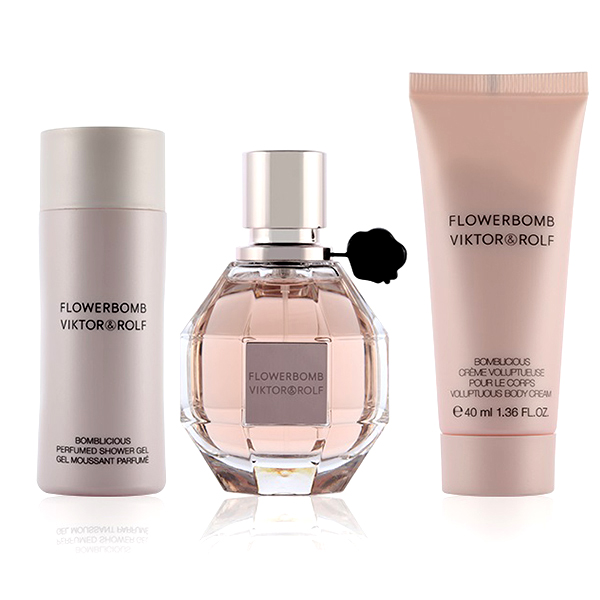 FLOWERBOMB
VIKTOR&ROLF
BOMBLICIOUS
PERFUMED SHOWER GEL
GEL MOUSSANT PARFUMÉ
FLOWERBOMB
VIKTOR&ROLF
FLOWERBOMB
VIKTOR&ROLF
BOMBLICIOUS
CRÈME VOLUPTUEUSE
POUR LE CORPS
VOLUPTUOUS BODY CREAM
℮ 40 ml 1.36 FL.OZ.